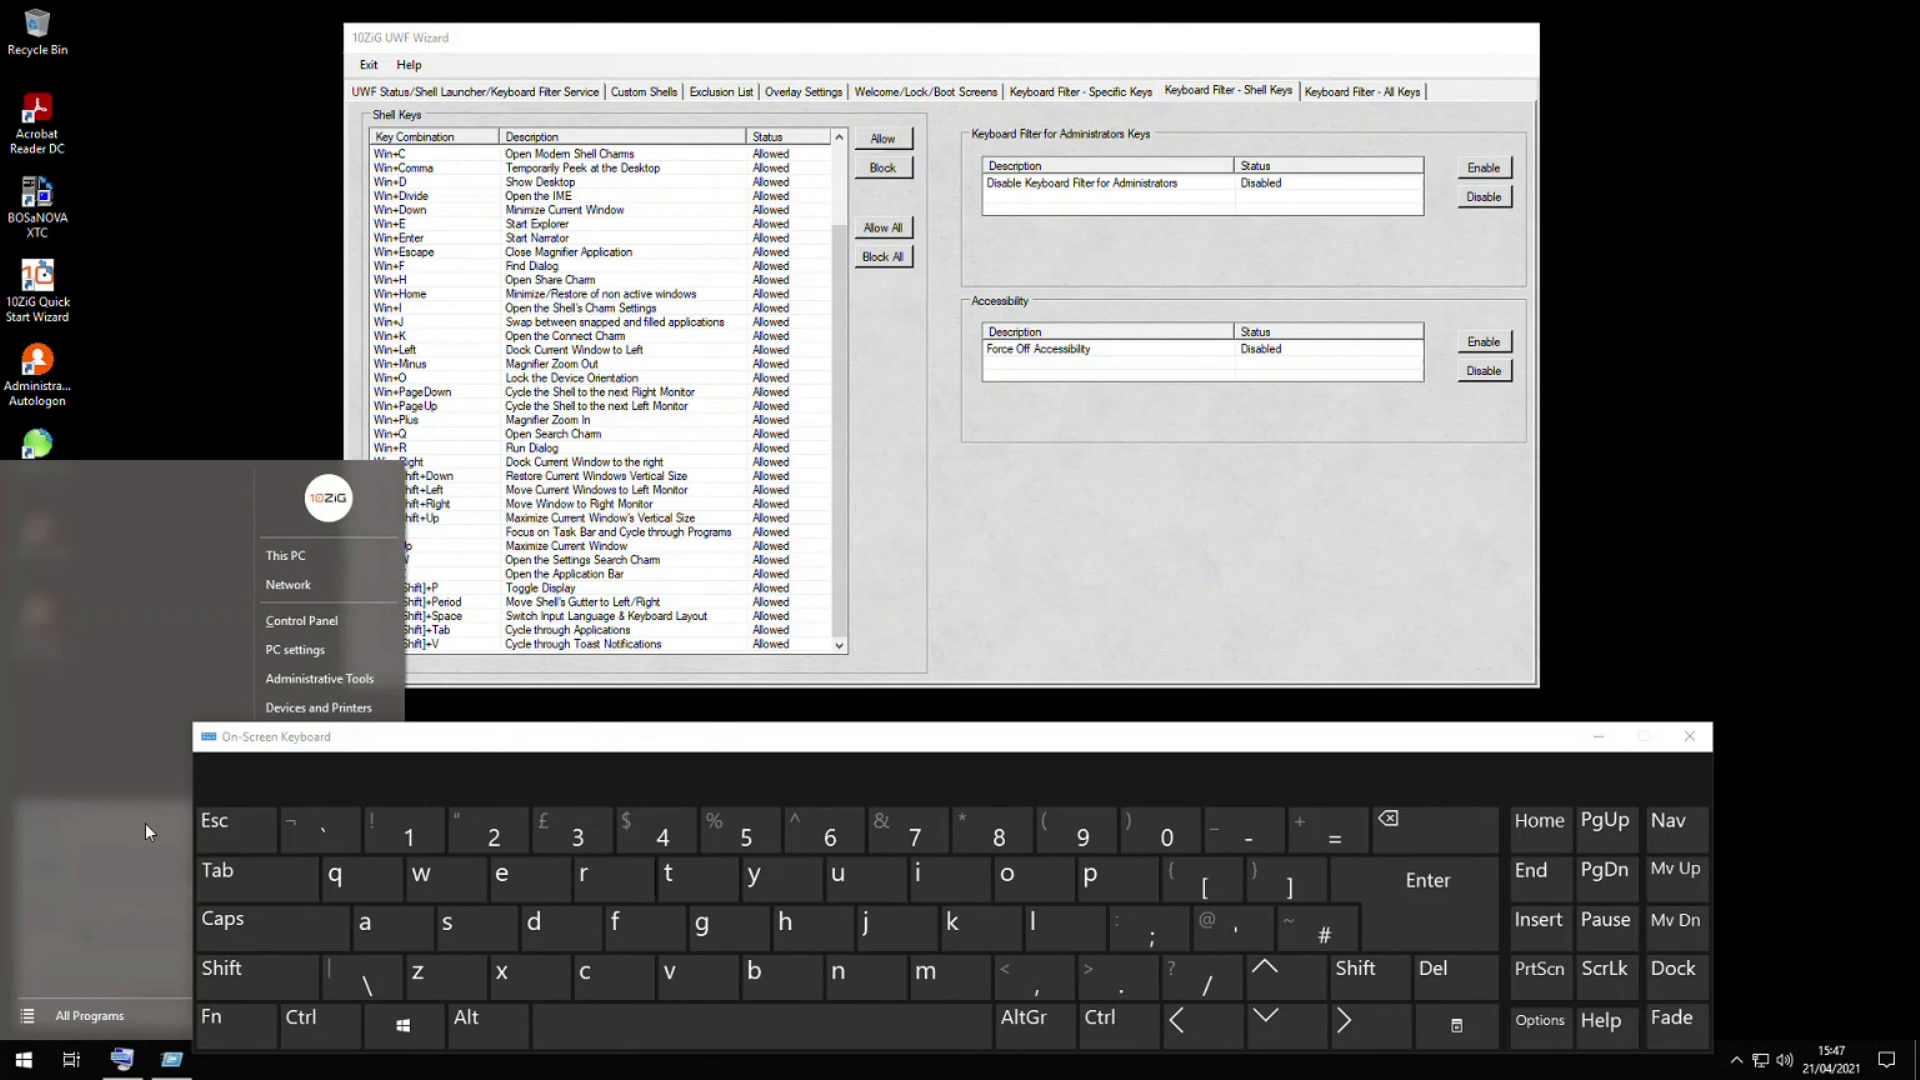 Recycle Bin
Acrobat
Reader DC
BOSaNOVA
XTC
10ZiG Quick
Start Wizard
Administra...
Autologon
10ZiG UWF Wizard
Exit Help
UWF Status/Shell Launcher/Keyboard Filter Service Custom Shells Exclusion List Overlay Settings Welcome/Lock/Boot Screens Keyboard Filter - Specific Keys Keyboard Filter - Shell Keys Keyboard Filter - All Keys
Shell Keys
Key Combination Description Status
Win+C Open Modern Shell Charms Allowed
Win+Comma Temporarily Peek at the Desktop Allowed
Win+D Show Desktop Allowed
Win+Divide Open the IME Allowed
Win+Down Minimize Current Window Allowed
Win+E Start Explorer Allowed
Win+Enter Start Narrator Allowed
Win+Escape Close Magnifier Application Allowed
Win+F Find Dialog Allowed
Win+H Open Share Charm Allowed
Win+Home Minimize/Restore of non active windows Allowed
Win+I Open the Shell's Charm Settings Allowed
Win+J Swap between snapped and filled applications Allowed
Win+K Open the Connect Charm Allowed
Win+Left Dock Current Window to Left Allowed
Win+Minus Magnifier Zoom Out Allowed
Win+O Lock the Device Orientation Allowed
Win+PageDown Cycle the Shell to the next Right Monitor Allowed
Win+PageUp Cycle the Shell to the next Left Monitor Allowed
Win+Plus Magnifier Zoom In Allowed
Win+Q Open Search Charm Allowed
Win+R Run Dialog Allowed
Right Dock Current Window to the right Allowed
hift+Down Restore Current Windows Vertical Size Allowed
hift+Left Move Current Windows to Left Monitor Allowed
hift+Right Move Window to Right Monitor Allowed
hift+Up Maximize Current Window's Vertical Size Allowed
Focus on Task Bar and Cycle through Programs Allowed
p Maximize Current Window Allowed
Open the Settings Search Charm Allowed
Open the Application Bar Allowed
hift]+P Toggle Display Allowed
hift]+Period Move Shell's Gutter to Left/Right Allowed
hift]+Space Switch Input Language & Keyboard Layout Allowed
hift]+Tab Cycle through Applications Allowed
hift]+V Cycle through Toast Notifications Allowed
Allow
Block
Allow All
Block All
Keyboard Filter for Administrators Keys
Description Status
Disable Keyboard Filter for Administrators Disabled
Enable
Disable
Accessibility
Description Status
Force Off Accessibility Disabled
Enable
Disable
10ZiG
This PC
Network
Control Panel
PC settings
Administrative Tools
Devices and Printers
All Programs
On-Screen Keyboard
Esc ¬ ` ! 1 " 2 £ 3 $ 4 % 5 ^ 6 & 7 * 8 ( 9 ) 0 _ - + = Home PgUp Nav
Tab q w e r t y u i o p { [ } ] Enter End PgDn Mv Up
Caps a s d f g h j k l : ; @ ' ~ # Insert Pause Mv Dn
Shift | \ z x c v b n m < , > . ? / Shift Del PrtScn ScrLk Dock
Fn Ctrl Alt AltGr Ctrl Options Help Fade
15:47
21/04/2021